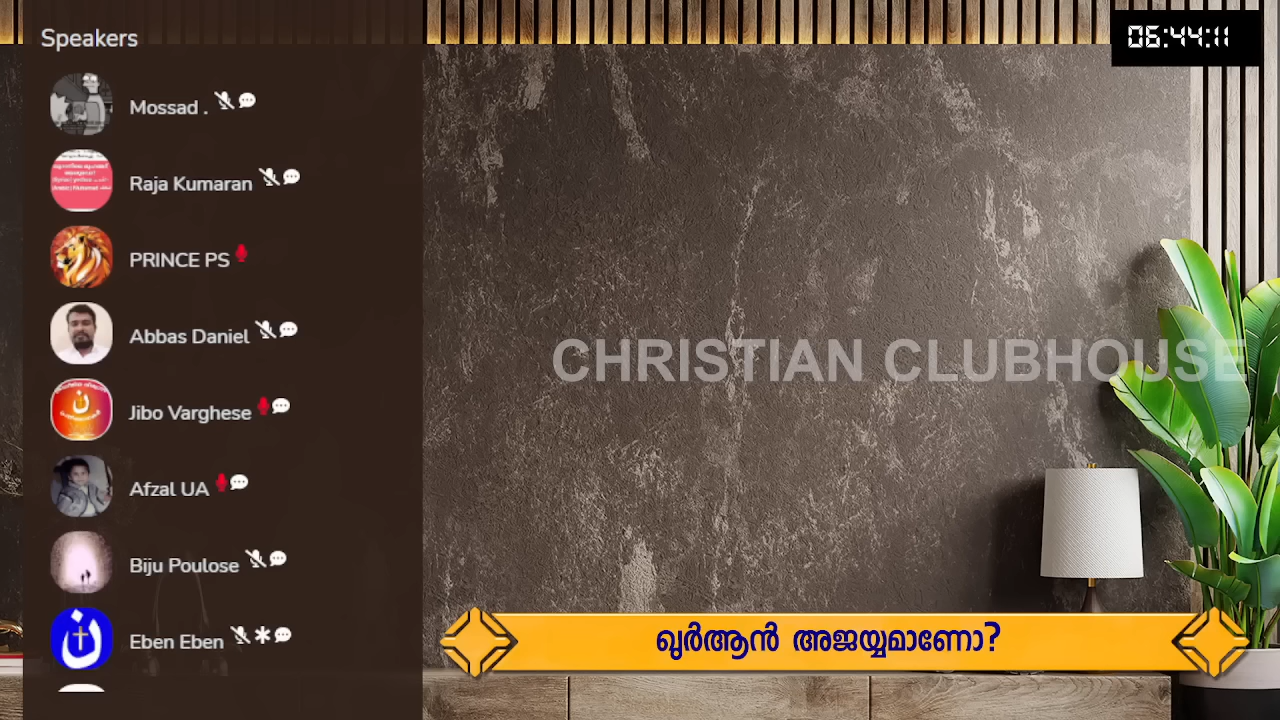 Speakers
06:44:11
Mossad .
Raja Kumaran
PRINCE PS
Abbas Daniel
CHRISTIAN CLUBHOUSE
Jibo Varghese
Afzal UA
Biju Poulose
Eben Eben
ഖുർആൻ അജയ്യമാണോ?